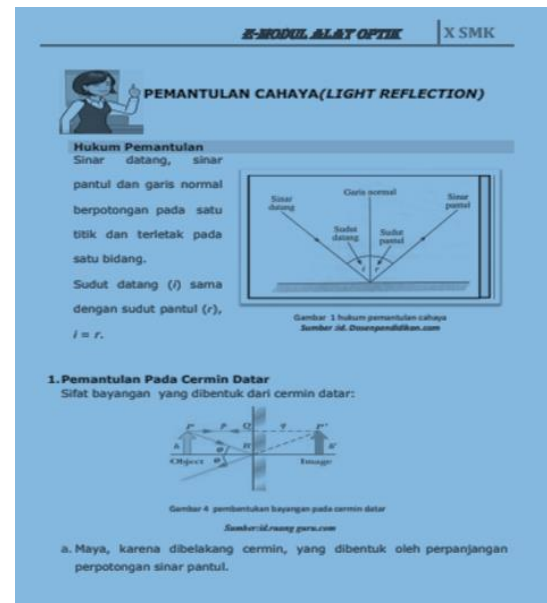 E-MODUL ALAT OPTIK X SMK
PEMANTULAN CAHAYA(LIGHT REFLECTION)
Hukum Pemantulan
Sinar datang, sinar
pantul dan garis normal
berpotongan pada satu
titik dan terletak pada
satu bidang.
Sudut datang (i) sama
dengan sudut pantul (r),
i = r.
Sinar datang
Garis normal
Sinar pantul
Sudut datang
Sudut pantul
i r
Gambar 1 hukum pemantulan cahaya
Sumber :id. Dosenpendidikan.com
1.Pemantulan Pada Cermin Datar
Sifat bayangan yang dibentuk dari cermin datar:
P p Q q P'
h θ R h'
Object θ Image
Gambar 4 pembentukan bayangan pada cermin datar
Sumber:id.ruang guru.com
a. Maya, karena dibelakang cermin, yang dibentuk oleh perpanjangan
perpotongan sinar pantul.